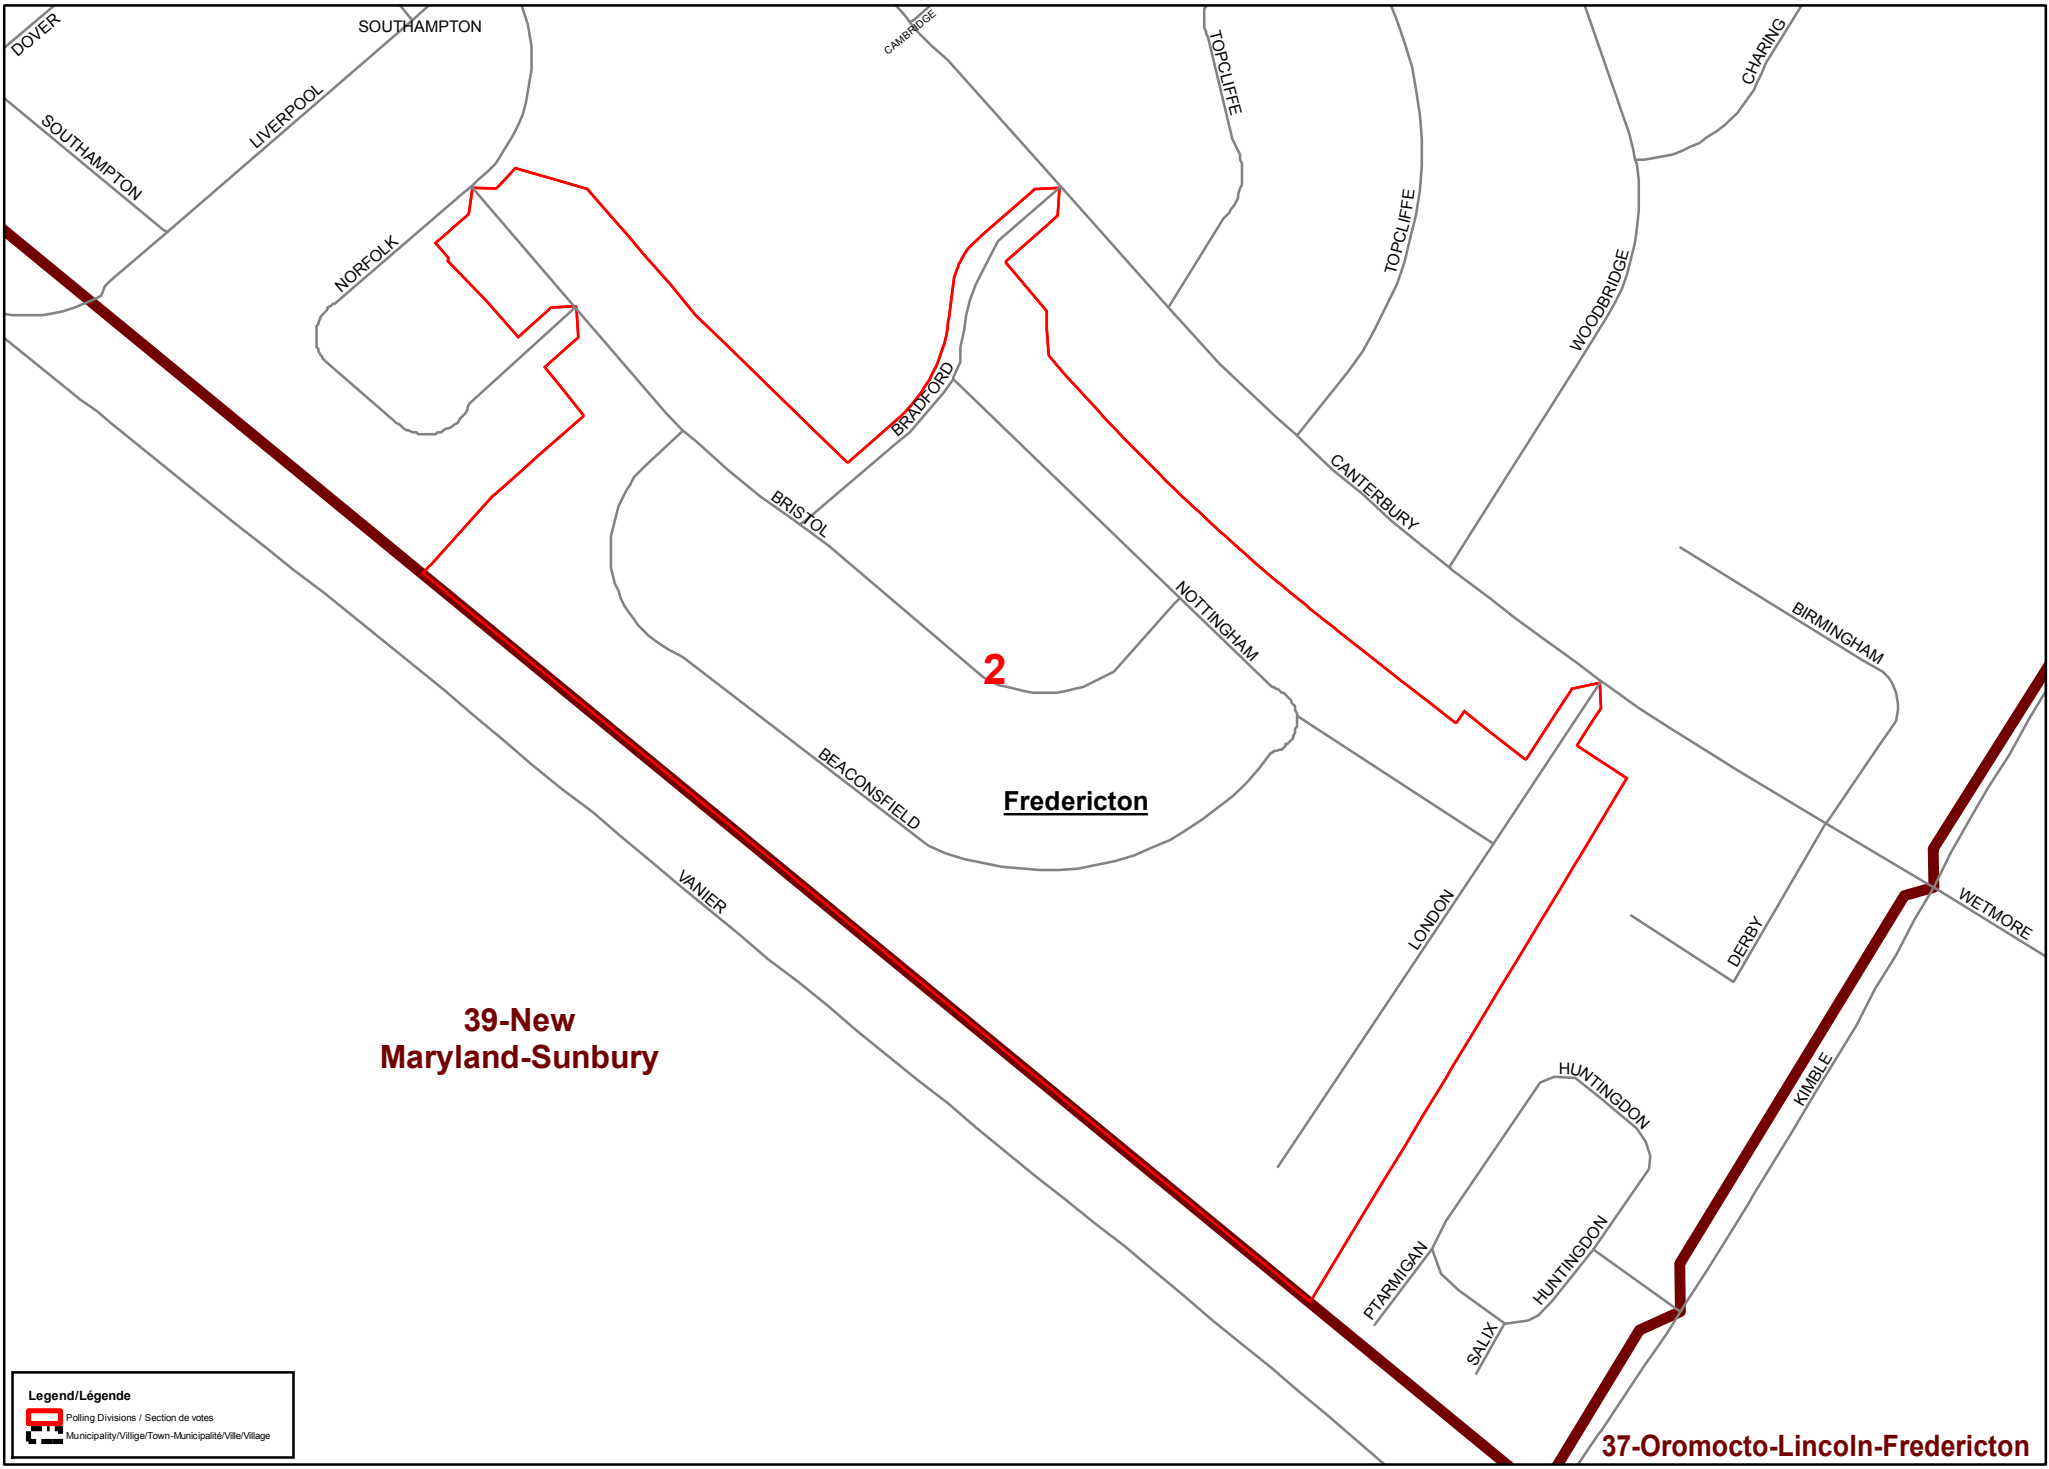 DOVER
SOUTHAMPTON
CAMBRIDGE
TOPCLIFFE
CHARING
LIVERPOOL
SOUTHAMPTON
NORFOLK
TOPCLIFFE
WOODBRIDGE
BRADFORD
CANTERBURY
BRISTOL
NOTTINGHAM
BIRMINGHAM
2
BEACONSFIELD
Fredericton
VANIER
LONDON
DERBY
WETMORE
39-New
Maryland-Sunbury
HUNTINGDON
KIMBLE
PTARMIGAN
HUNTINGDON
SALIX
Legend/Légende
Polling Divisions / Section de votes
Municipality/Villige/Town-Municipalité/Ville/Village
37-Oromocto-Lincoln-Fredericton